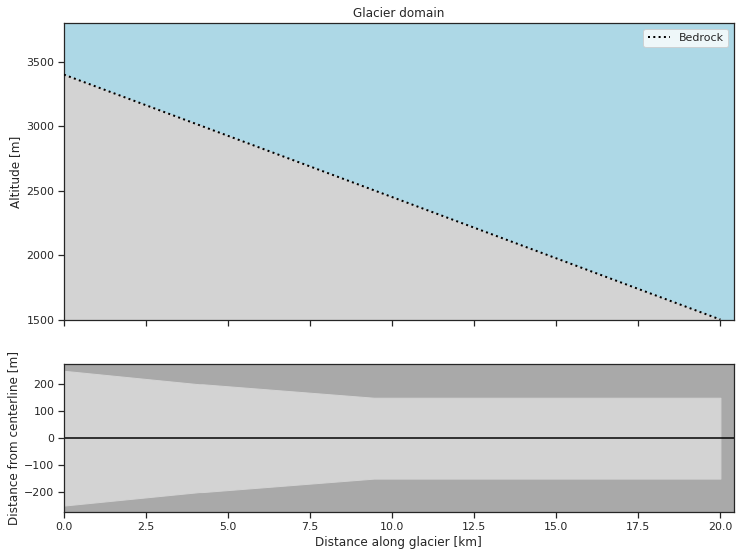 Glacier domain
Bedrock
Altitude [m]
3500
3000
2500
2000
1500
Distance from centerline [m]
200
100
0
−100
−200
0.0 2.5 5.0 7.5 10.0 12.5 15.0 17.5 20.0
Distance along glacier [km]